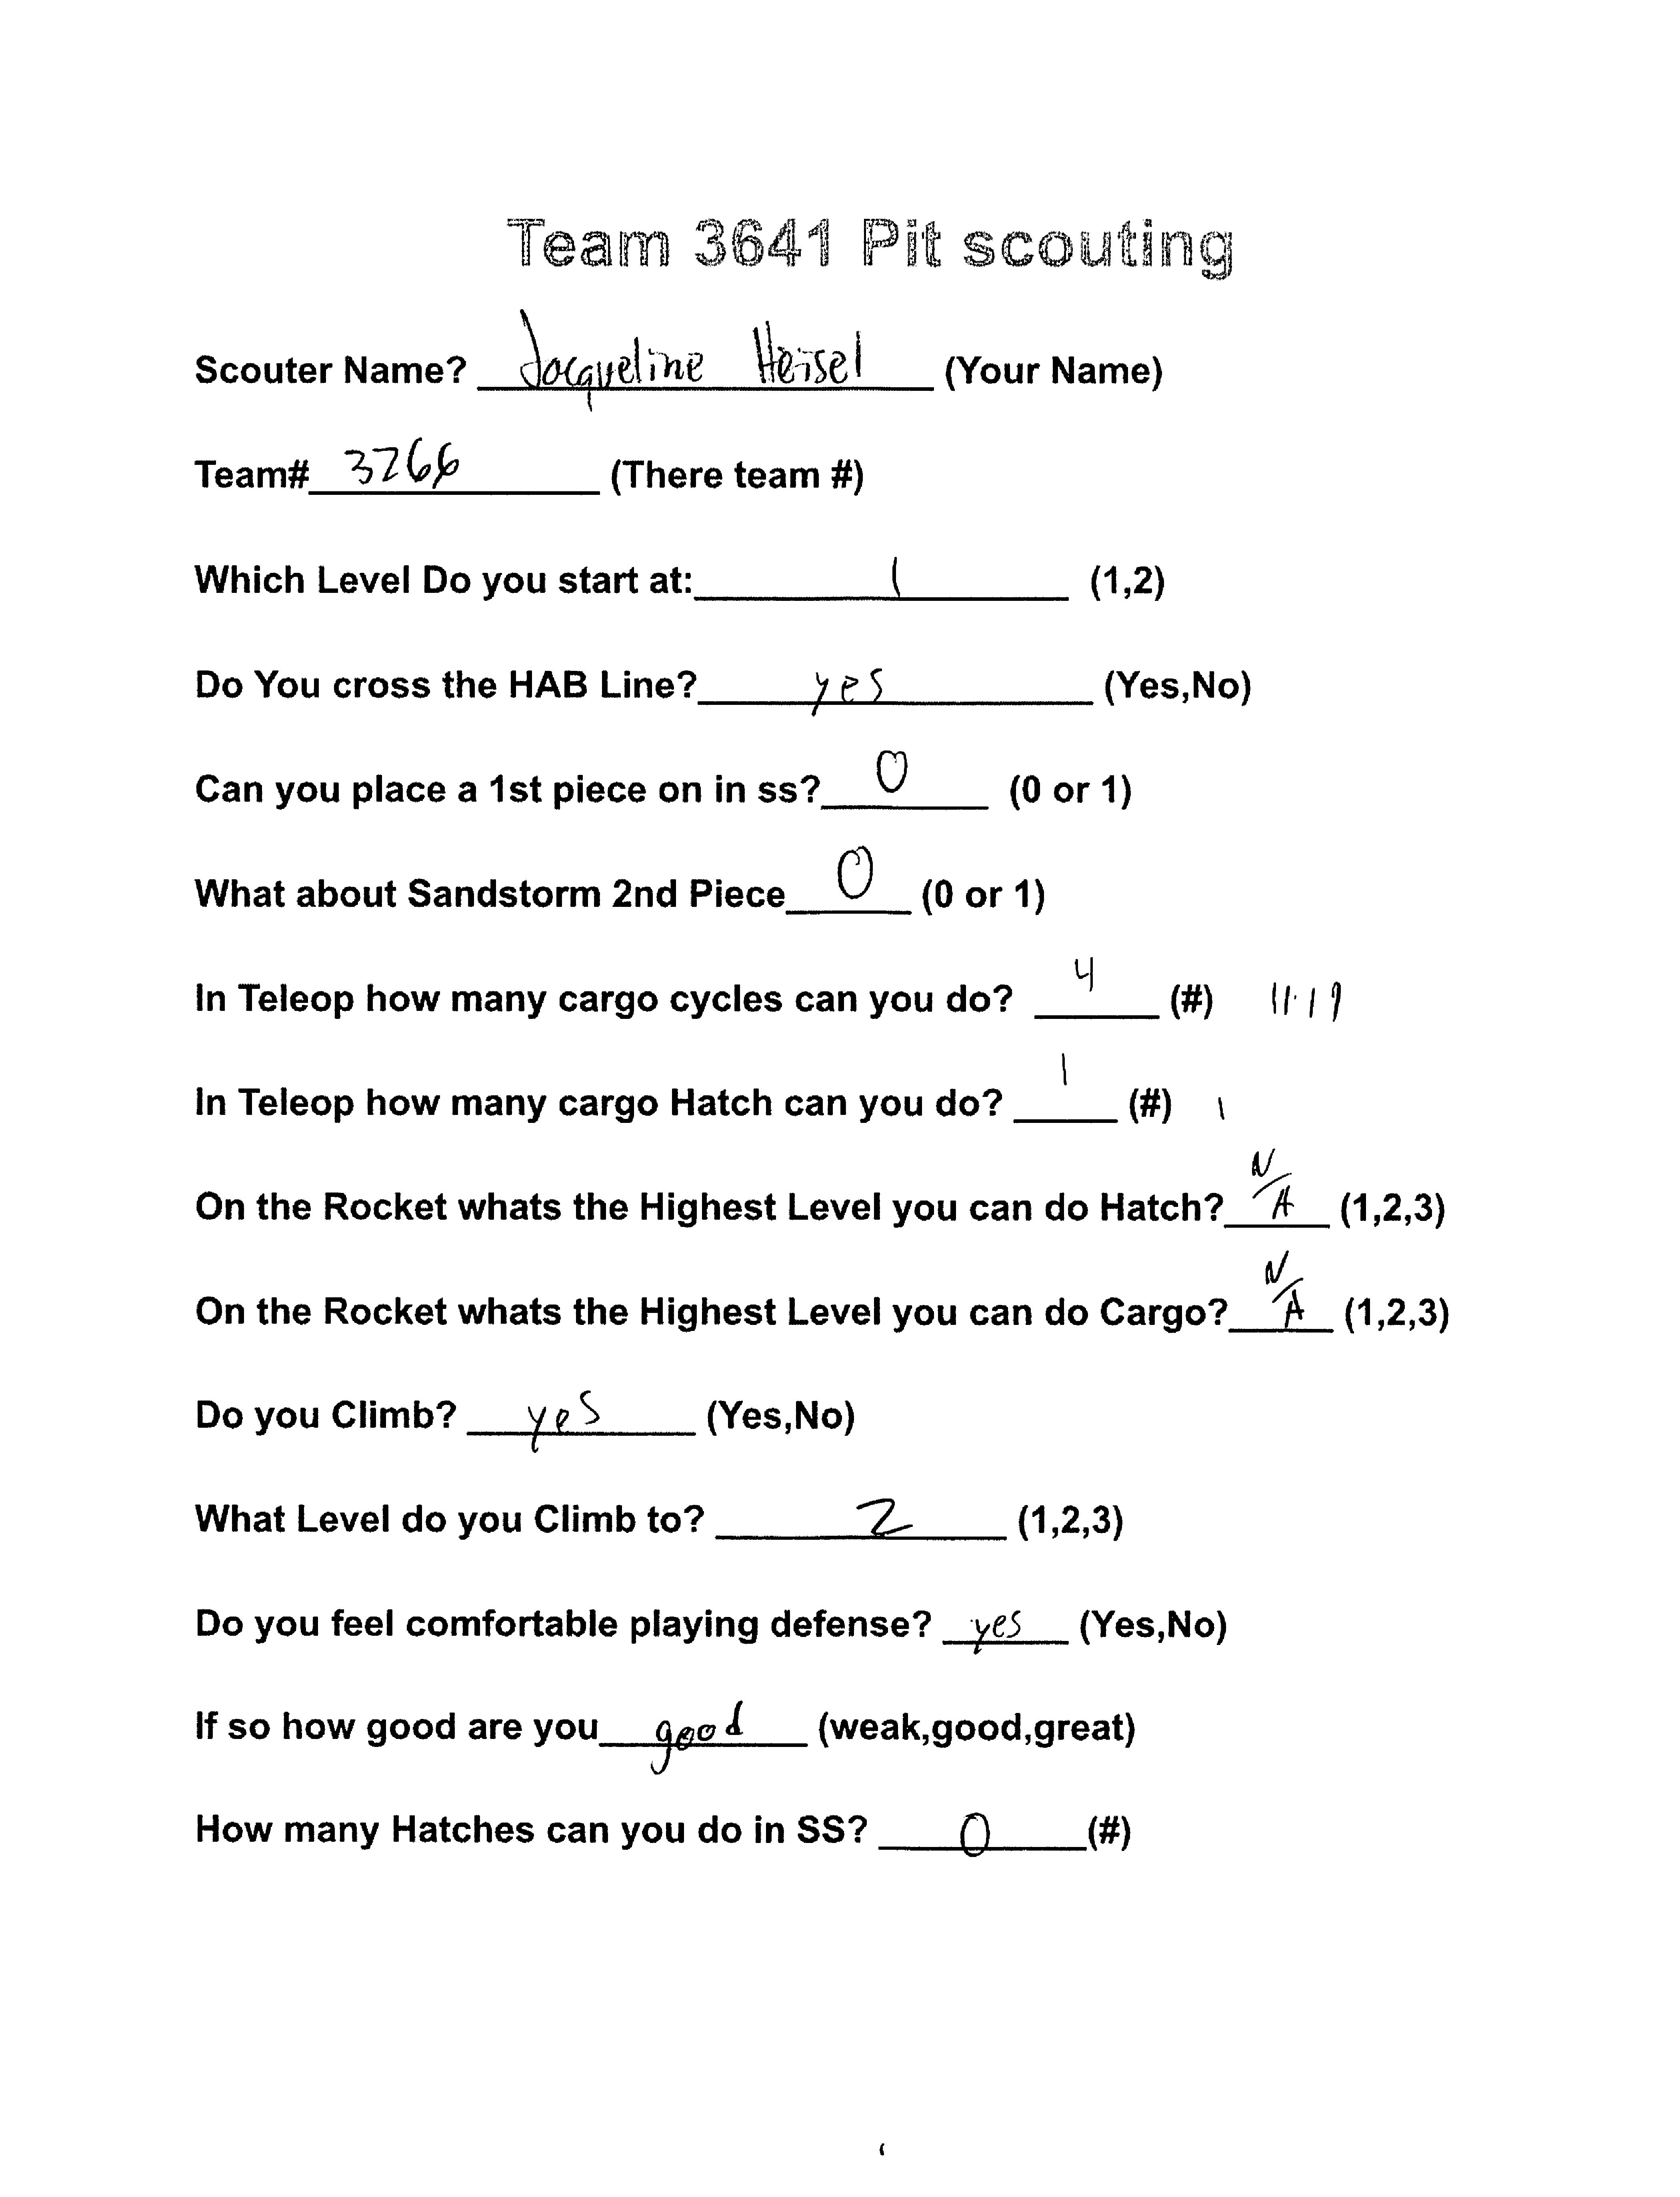 Team 3641 Pit scouting
Scouter Name? Jacqueline Heisel (Your Name)
Team# 3266 (There team #)
Which Level Do you start at: 1 (1,2)
Do You cross the HAB Line? yes (Yes,No)
Can you place a 1st piece on in ss? 0 (0 or 1)
What about Sandstorm 2nd Piece 0 (0 or 1)
In Teleop how many cargo cycles can you do? 4 (#)
In Teleop how many cargo Hatch can you do? 1 (#) 1
On the Rocket whats the Highest Level you can do Hatch? N/A (1,2,3)
On the Rocket whats the Highest Level you can do Cargo? N/A (1,2,3)
Do you Climb? yes (Yes,No)
What Level do you Climb to? 2 (1,2,3)
Do you feel comfortable playing defense? yes (Yes,No)
If so how good are you good (weak,good,great)
How many Hatches can you do in SS? 0 (#)